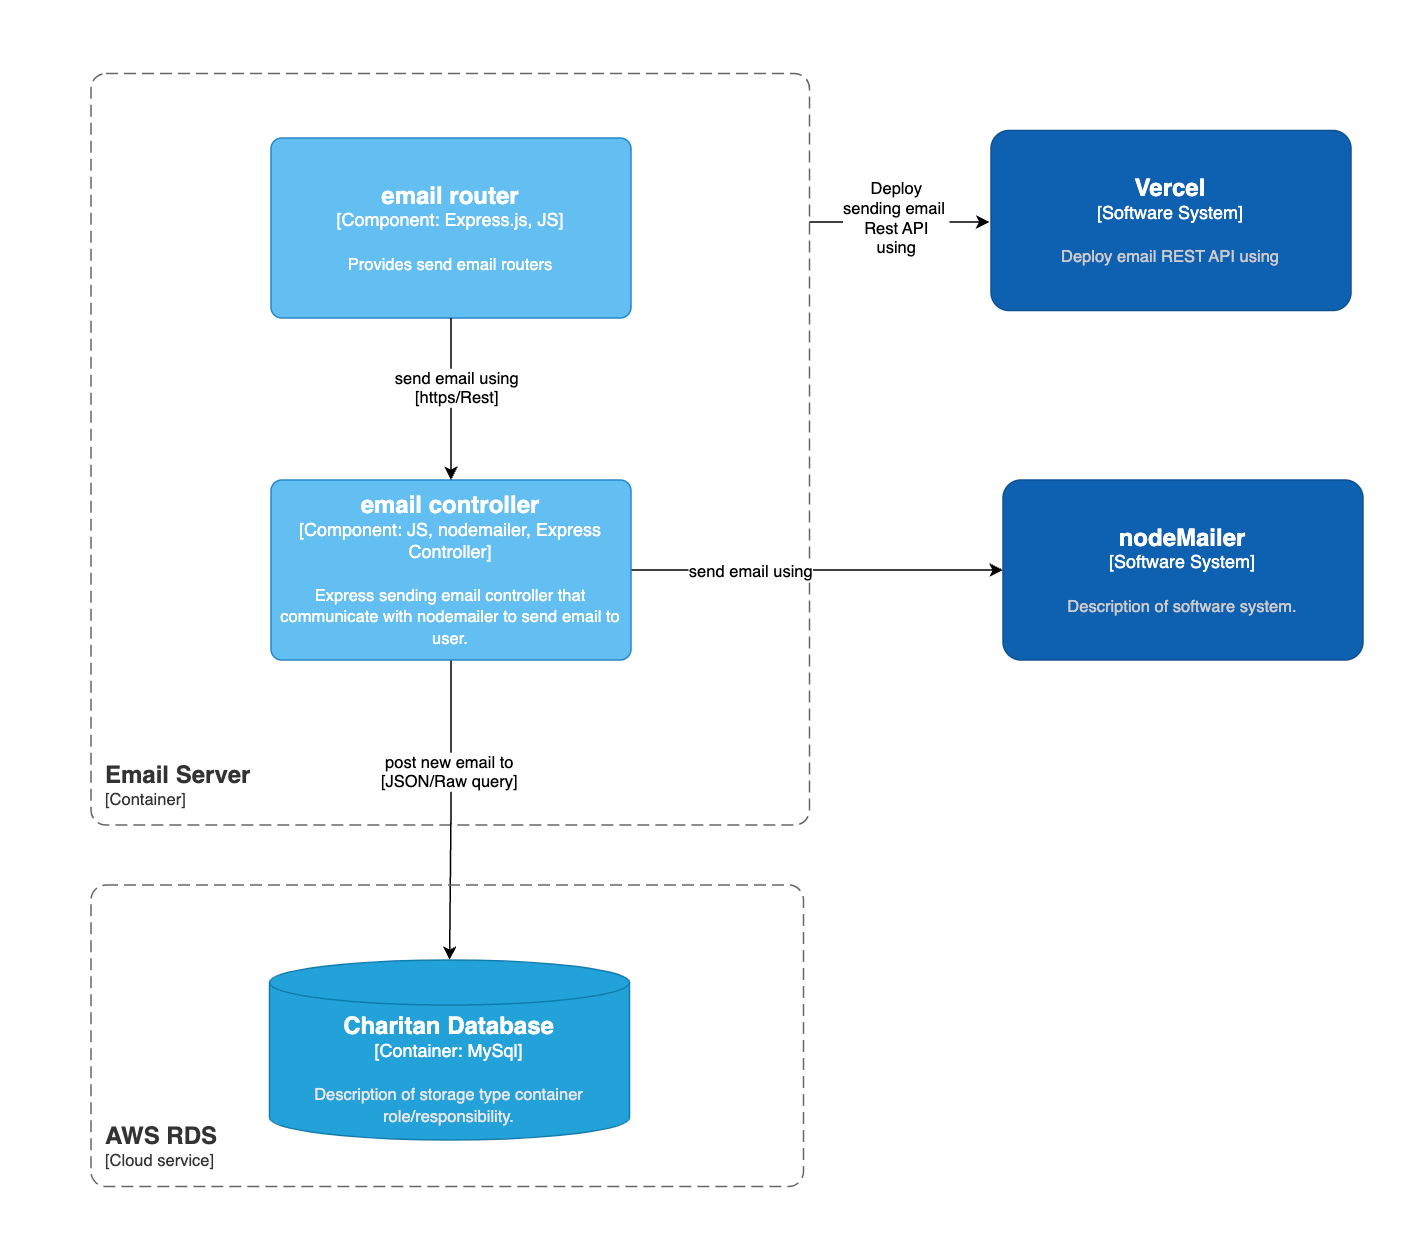 email router
[Component: Express.js, JS]
Provides send email routers
Deploy
sending email
Rest API
using
Vercel
[Software System]
Deploy email REST API using
send email using
[https/Rest]
email controller
[Component: JS, nodemailer, Express
Controller]
Express sending email controller that
communicate with nodemailer to send email to
user.
send email using
nodeMailer
[Software System]
Description of software system.
post new email to
[JSON/Raw query]
Email Server
[Container]
Charitan Database
[Container: MySql]
Description of storage type container
role/responsibility.
AWS RDS
[Cloud service]